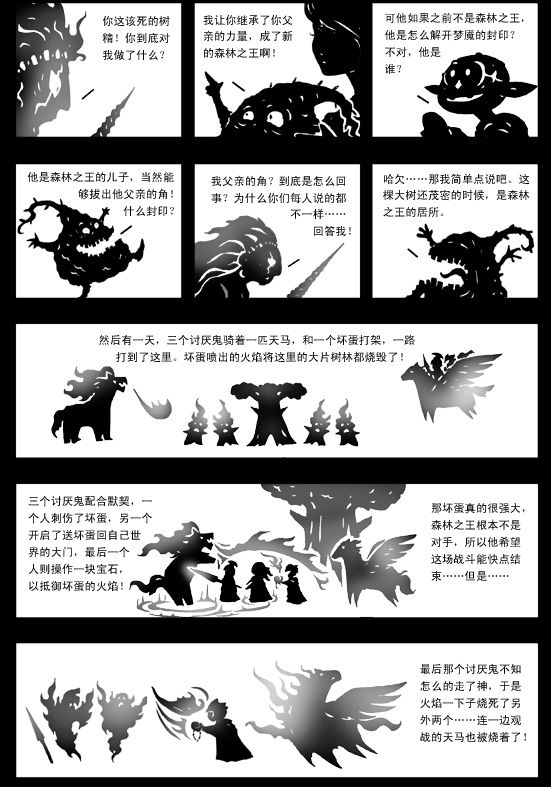 你这该死的树
精！你到底对
我做了什么？
我让你继承了你父
亲的力量，成了新
的森林之王啊！
可他如果之前不是森林之王，
他是怎么解开梦魇的封印？
不对，他是
谁？
他是森林之王的儿子，当然能
够拔出他父亲的角！
什么封印？
我父亲的角？到底是怎么回
事？为什么你们每人说的都
不一样……
回答我！
哈欠……那我简单点说吧。这
棵大树还茂密的时候，是森林
之王的居所。
然后有一天，三个讨厌鬼骑着一匹天马，和一个坏蛋打架，一路
打到了这里。坏蛋喷出的火焰将这里的大片树林都烧毁了！
三个讨厌鬼配合默契，一
个人刺伤了坏蛋，另一个
开启了送坏蛋回自己世
界的大门，最后一个
人则操作一块宝石，
以抵御坏蛋的火焰！
那坏蛋真的很强大，
森林之王根本不是
对手，所以他希望
这场战斗能快点结
束……但是……
最后那个讨厌鬼不知
怎么的走了神，于是
火焰一下子烧死了另
外两个……连一边观
战的天马也被烧着了！